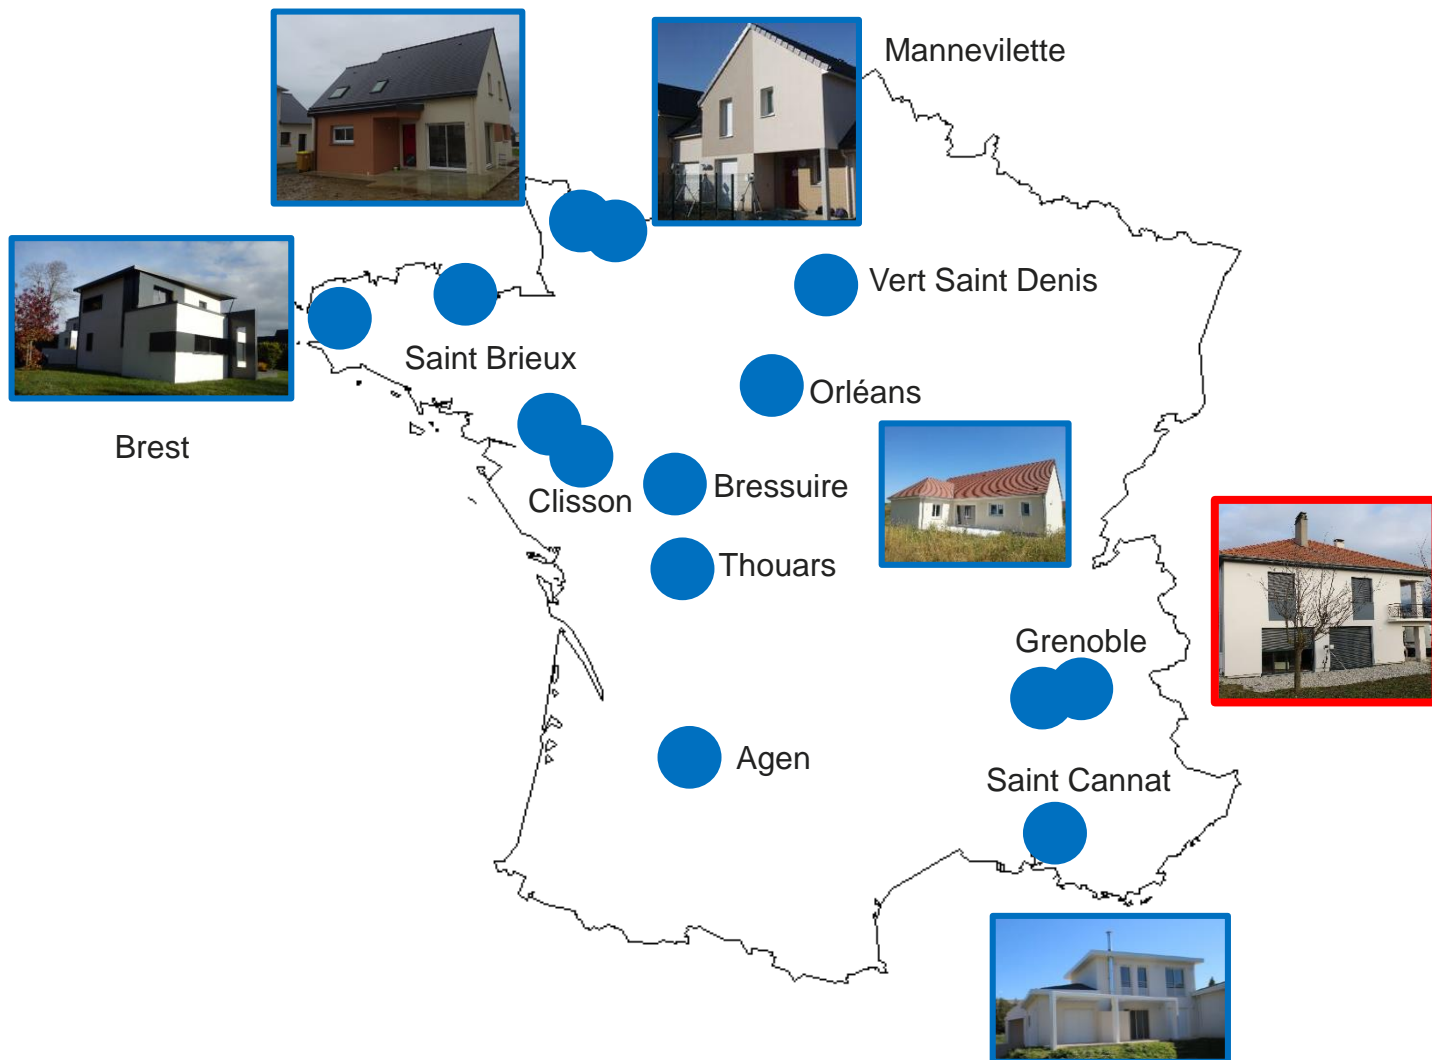 Mannevilette
Vert Saint Denis
Saint Brieux
Orléans
Brest
Clisson
Bressuire
Thouars
Grenoble
Agen
Saint Cannat